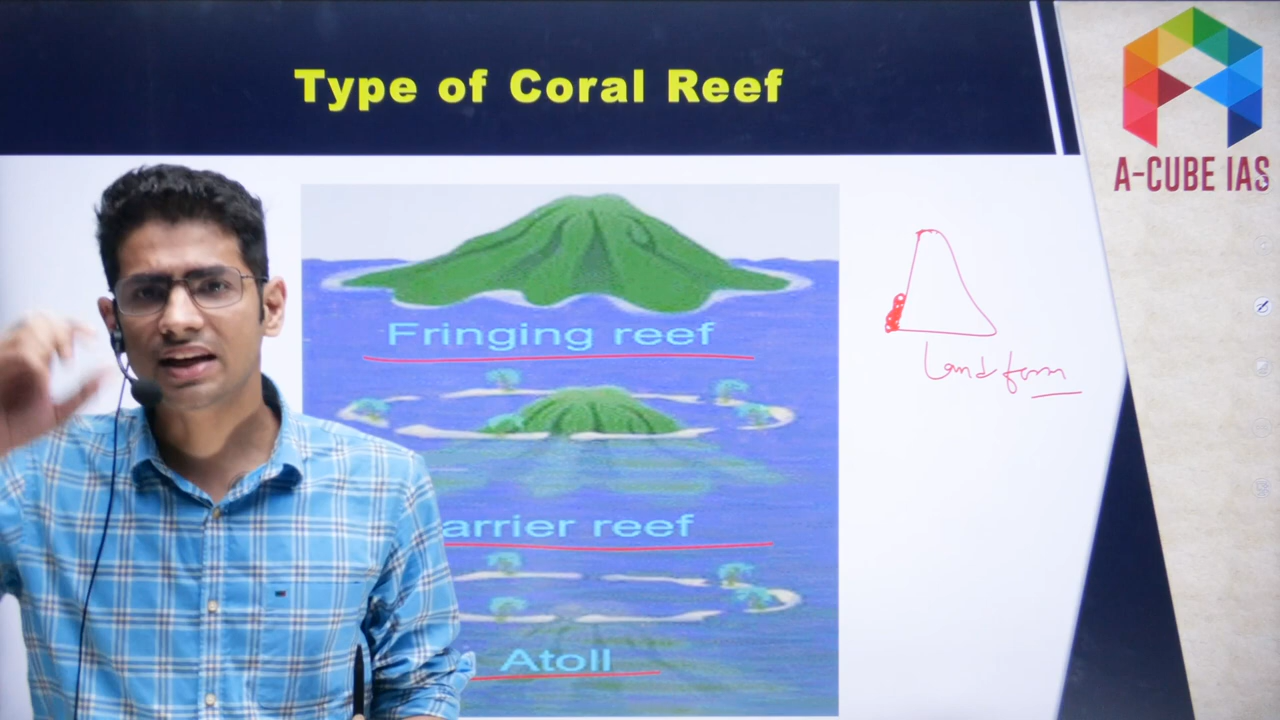 Type of Coral Reef
A-CUBE IAS
Fringing reef
Land form
arrier reef
Atoll